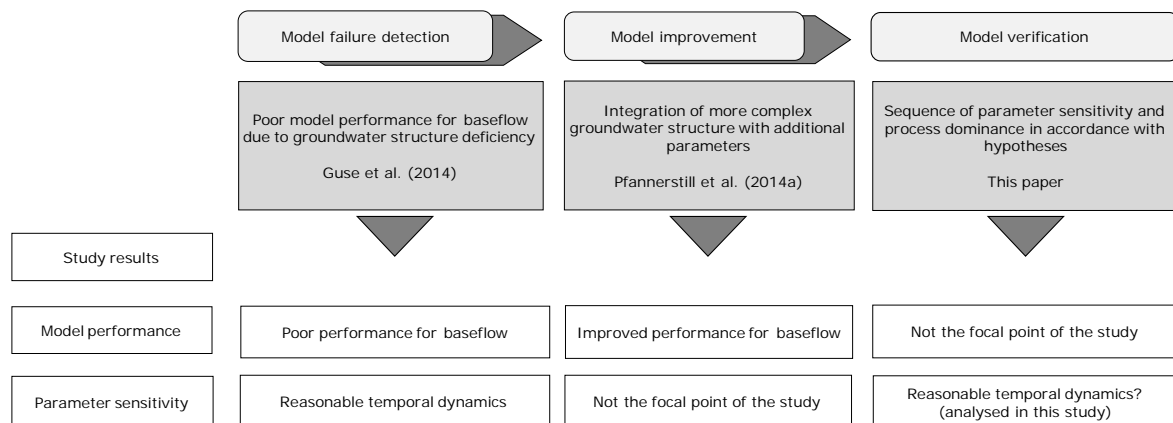 Model failure detection
Model improvement
Model verification
Poor model performance for baseflow
due to groundwater structure deficiency
Guse et al. (2014)
Integration of more complex
groundwater structure with additional
parameters
Pfannerstill et al. (2014a)
Sequence of parameter sensitivity and
process dominance in accordance with
hypotheses
This paper
Study results
Model performance
Poor performance for baseflow
Improved performance for baseflow
Not the focal point of the study
Parameter sensitivity
Reasonable temporal dynamics
Not the focal point of the study
Reasonable temporal dynamics?
(analysed in this study)